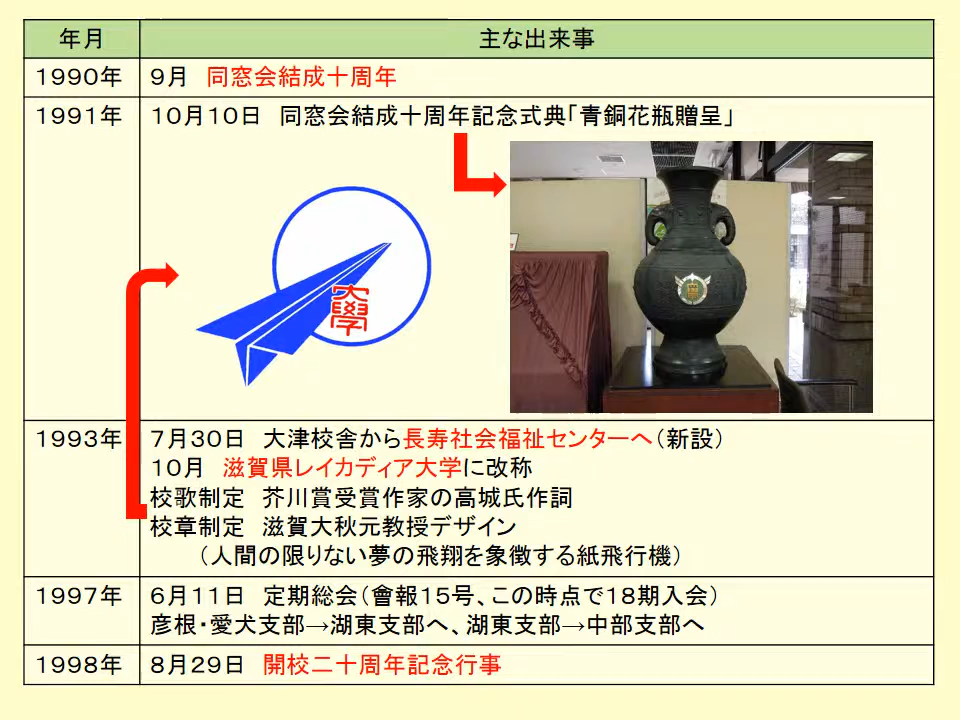 年月 主な出来事
1990年 9月 同窓会結成十周年
1991年 10月10日 同窓会結成十周年記念式典「青銅花瓶贈呈」
大學
1993年 7月30日 大津校舎から長寿社会福祉センターへ(新設)
10月 滋賀県レイカディア大学に改称
校歌制定 芥川賞受賞作家の高城氏作詞
校章制定 滋賀大秋元教授デザイン
(人間の限りない夢の飛翔を象徴する紙飛行機)
1997年 6月11日 定期総会(會報15号、この時点で18期入会)
彦根・愛犬支部→湖東支部へ、湖東支部→中部支部へ
1998年 8月29日 開校二十周年記念行事